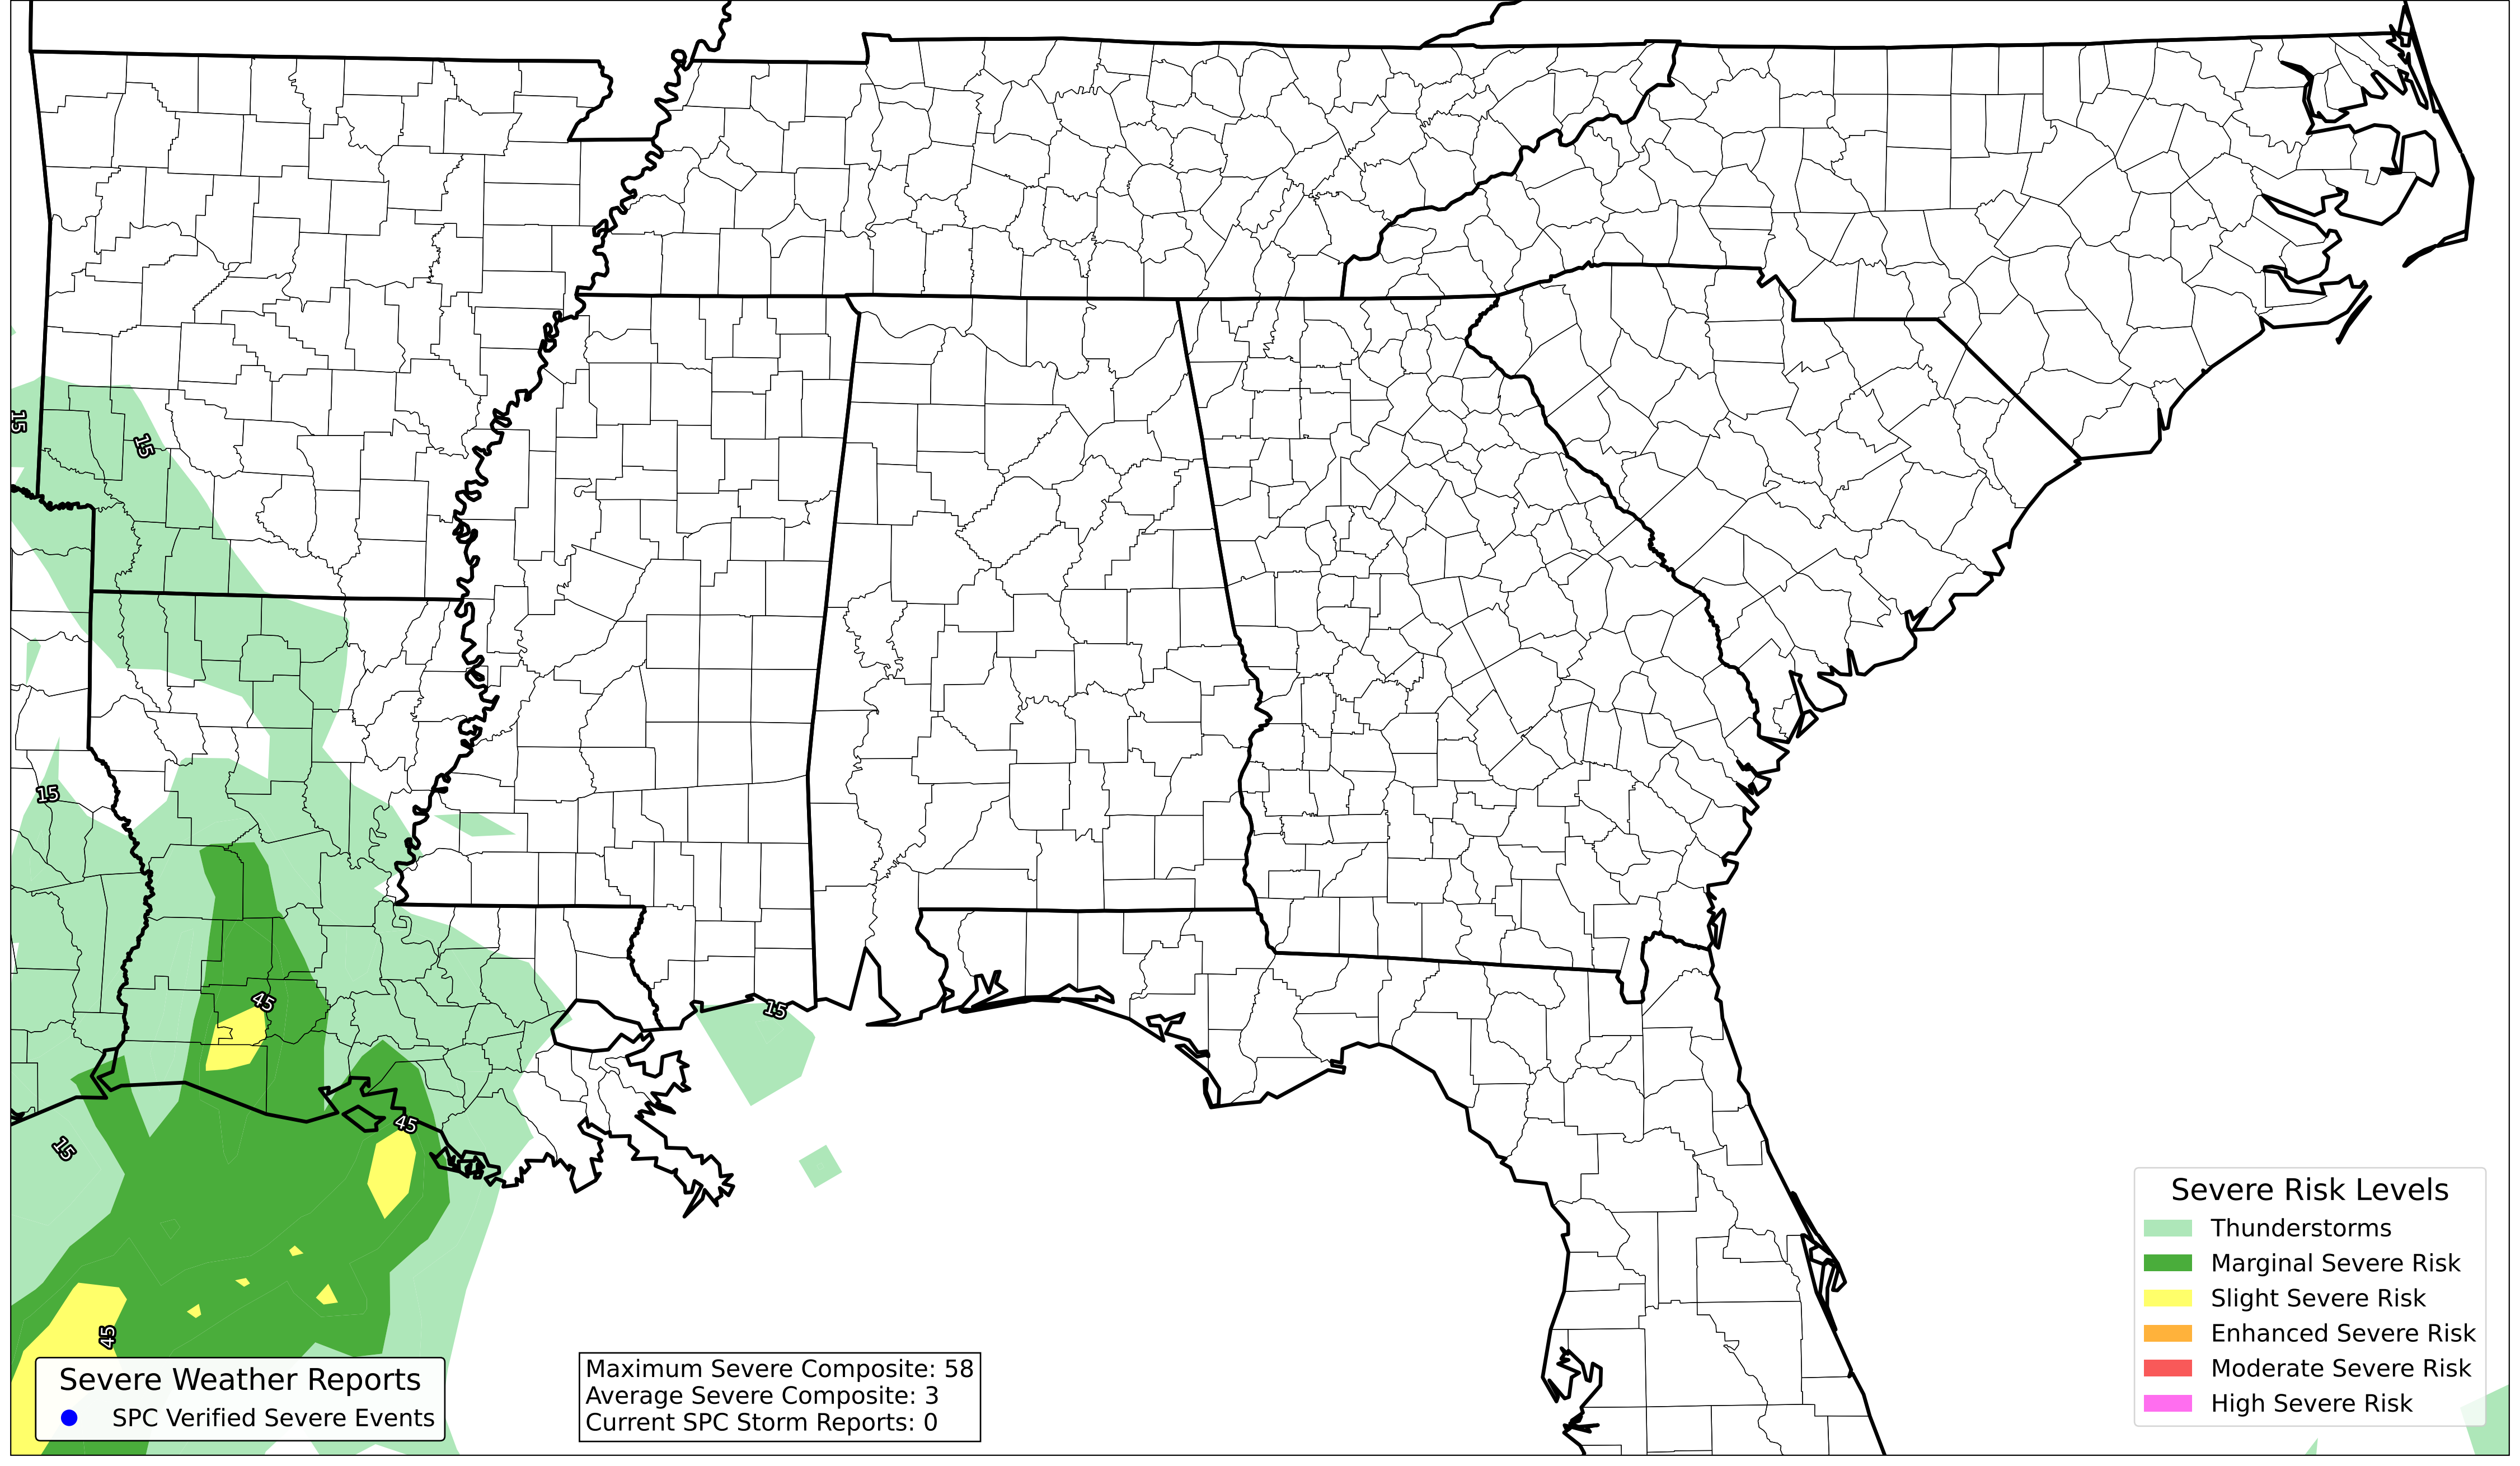 15
15
15
45
15
45
15
45
Severe Weather Reports
SPC Verified Severe Events
Maximum Severe Composite: 58
Average Severe Composite: 3
Current SPC Storm Reports: 0
Severe Risk Levels
Thunderstorms
Marginal Severe Risk
Slight Severe Risk
Enhanced Severe Risk
Moderate Severe Risk
High Severe Risk